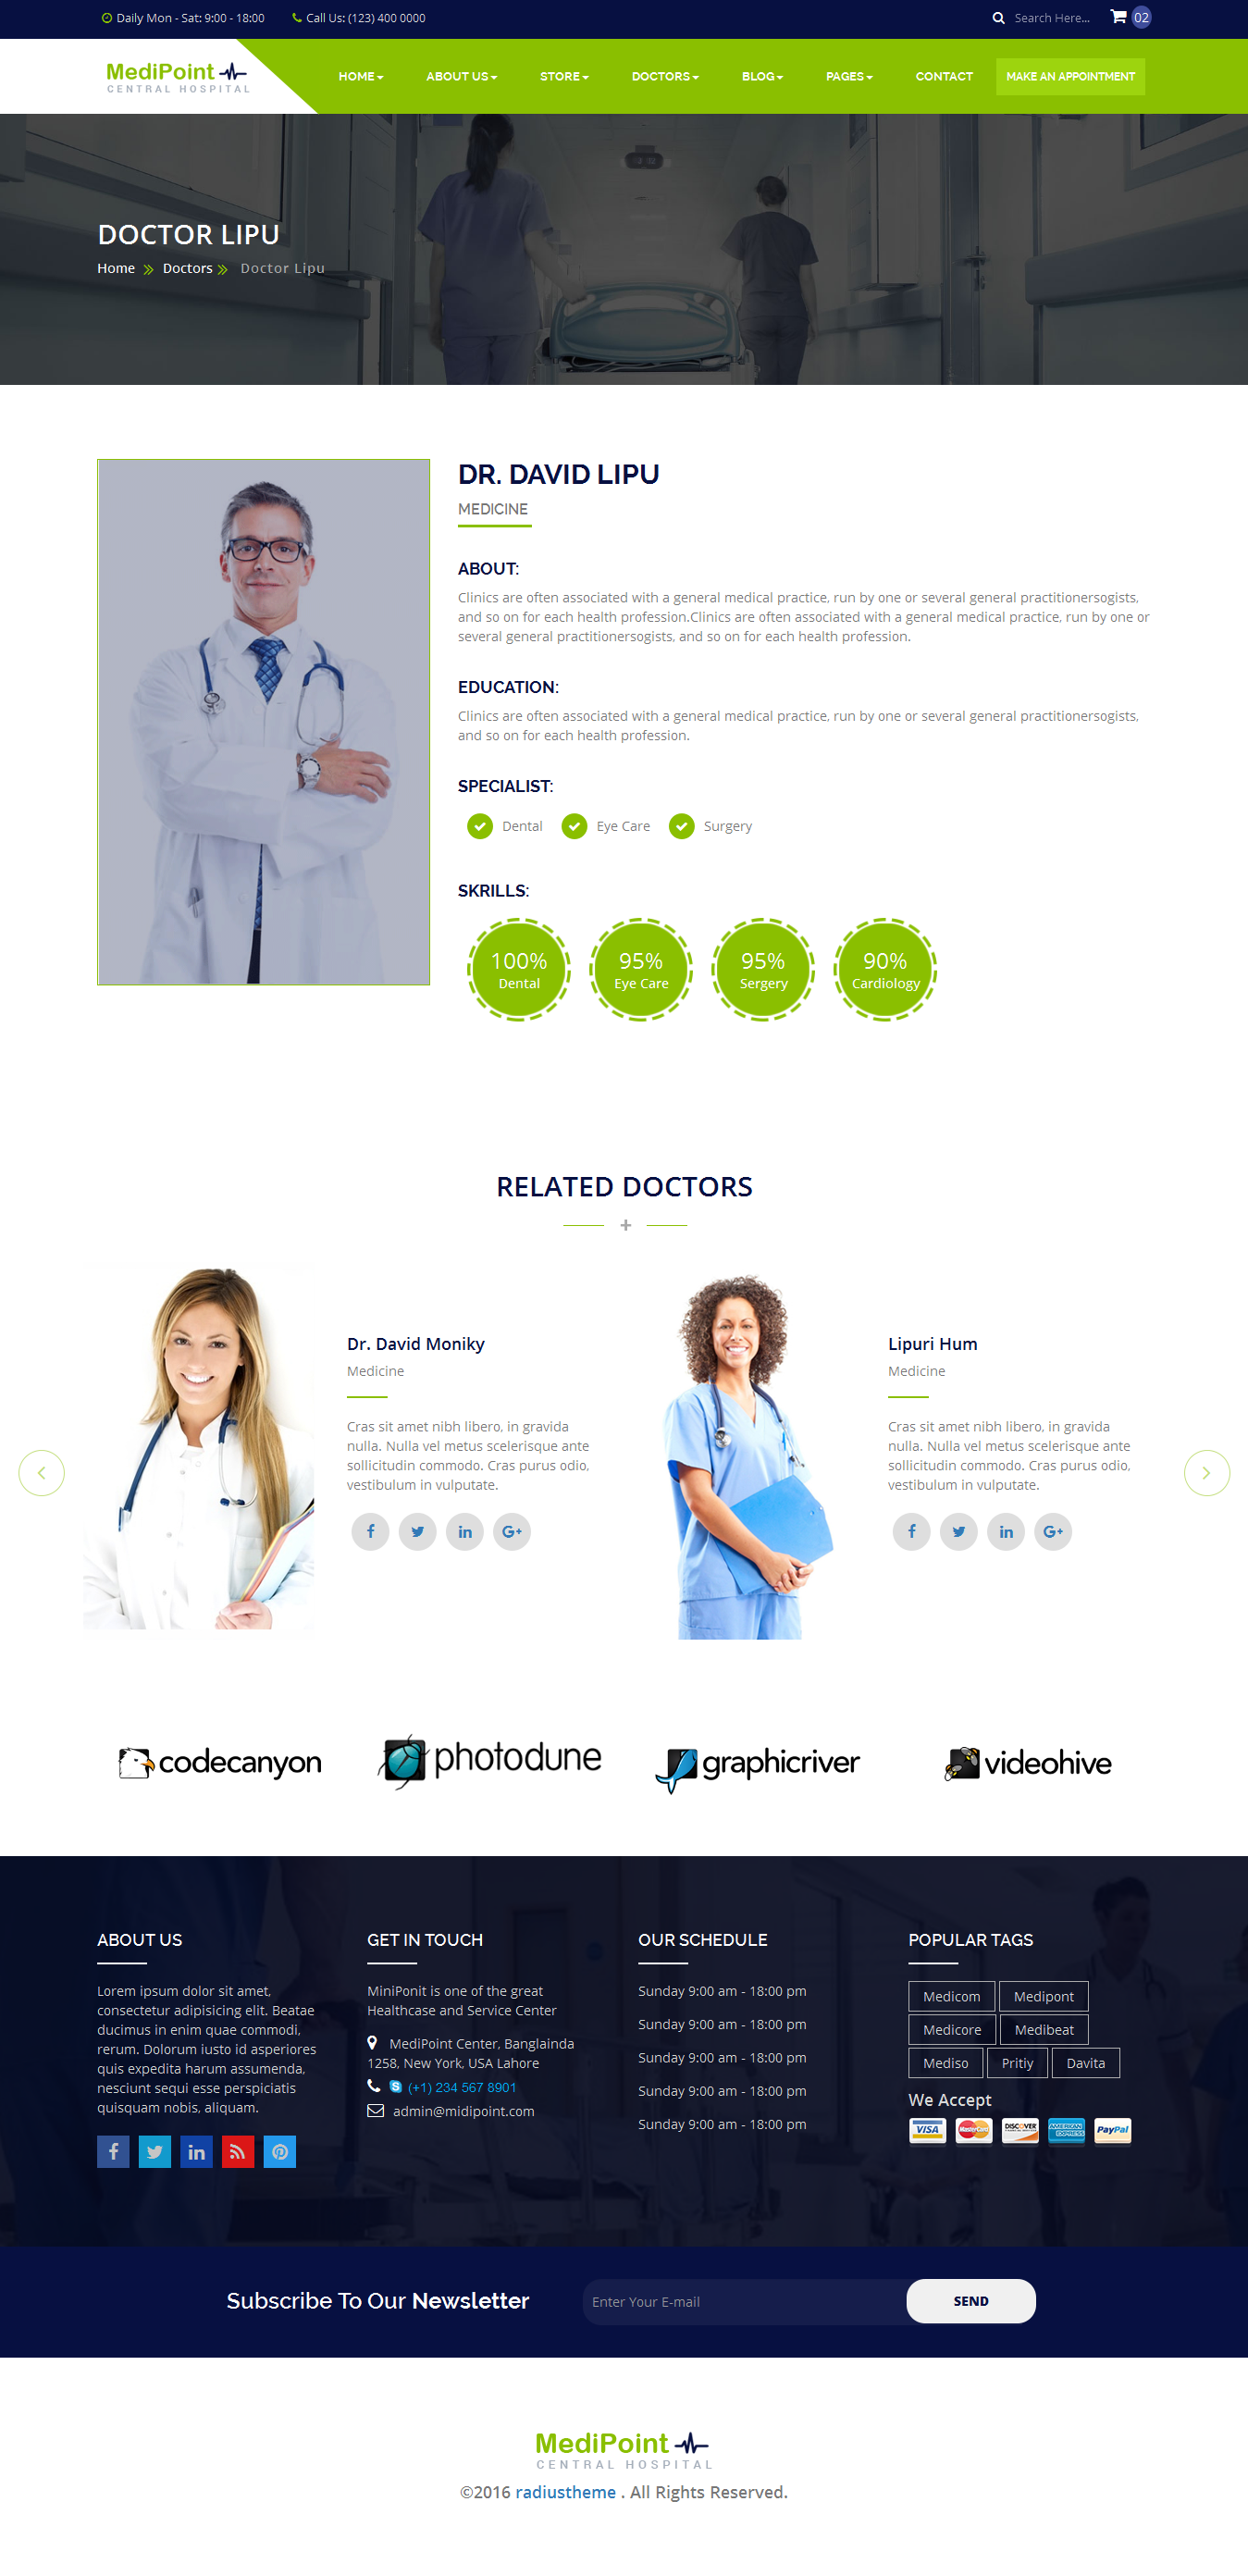 Daily Mon - Sat: 9:00 - 18:00 Call Us: (123) 400 0000 Search Here... 02
MediPoint
CENTRAL HOSPITAL
HOME ABOUT US STORE DOCTORS BLOG PAGES CONTACT MAKE AN APPOINTMENT
DOCTOR LIPU
Home Doctors Doctor Lipu
DR. DAVID LIPU
MEDICINE
ABOUT:
Clinics are often associated with a general medical practice, run by one or several general practitionersogists,
and so on for each health profession.Clinics are often associated with a general medical practice, run by one or
several general practitionersogists, and so on for each health profession.
EDUCATION:
Clinics are often associated with a general medical practice, run by one or several general practitionersogists,
and so on for each health profession.
SPECIALIST:
Dental Eye Care Surgery
SKRILLS:
100% 95% 95% 90%
Dental Eye Care Sergery Cardiology
RELATED DOCTORS
Dr. David Moniky
Medicine
Cras sit amet nibh libero, in gravida
nulla. Nulla vel metus scelerisque ante
sollicitudin commodo. Cras purus odio,
vestibulum in vulputate.
Lipuri Hum
Medicine
Cras sit amet nibh libero, in gravida
nulla. Nulla vel metus scelerisque ante
sollicitudin commodo. Cras purus odio,
vestibulum in vulputate.
codecanyon photodune graphicriver videohive
ABOUT US
Lorem ipsum dolor sit amet,
consectetur adipisicing elit. Beatae
ducimus in enim quae commodi,
rerum. Dolorum iusto id asperiores
quis expedita harum assumenda,
nesciunt sequi esse perspiciatis
quisquam nobis, aliquam.
GET IN TOUCH
MiniPonit is one of the great
Healthcase and Service Center
MediPoint Center, Banglainda
1258, New York, USA Lahore
(+1) 234 567 8901
admin@midipoint.com
OUR SCHEDULE
Sunday 9:00 am - 18:00 pm
Sunday 9:00 am - 18:00 pm
Sunday 9:00 am - 18:00 pm
Sunday 9:00 am - 18:00 pm
Sunday 9:00 am - 18:00 pm
POPULAR TAGS
Medicom Medipont
Medicore Medibeat
Mediso Pritiy Davita
We Accept
VISA MasterCard DISCOVER AMERICAN EXPRESS PayPal
Subscribe To Our Newsletter Enter Your E-mail SEND
MediPoint
CENTRAL HOSPITAL
©2016 radiustheme . All Rights Reserved.